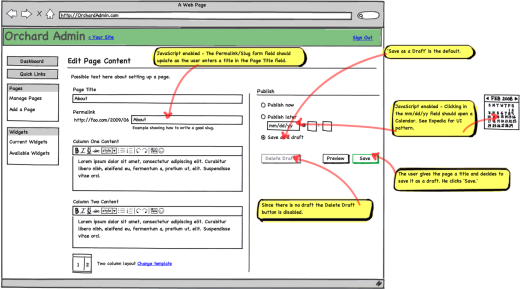 A Web Page
http://OrchardAdmin.com
Orchard Admin < Your Site
Sign Out
Dashboard
Quick Links
Pages
Manage Pages
Add a Page
Widgets
Current Widgets
Available Widgets
Edit Page Content
JavaScript enabled - The Permalink/Slug form field should
update as the user enters a title in the Page Title field.
Possible text here about setting up a page.
Page Title
About
Permalink
http://foo.com/2009/06 About
Example showing how to write a good slug.
Column One Content
Lorem ipsum dolor sit amet, consectetur adipiscing elit. Curabitur
libero nibh, eleifend eu, fermentum a, pretium ut, elit. Suspendisse
vitae orci.
Column Two Content
Lorem ipsum dolor sit amet, consectetur adipiscing elit. Curabitur
libero nibh, eleifend eu, fermentum a, pretium ut, elit. Suspendisse
vitae orci.
1 2 Two column layout Change template
Publish
Publish now
Publish later
mm/dd/yy
Save as a draft
Delete Draft
Preview
Save
Since there is no draft the Delete Draft
button is disabled.
'Save as a Draft' is the default.
JavaScript enabled - Clicking in
the mm/dd/yy field should open a
Calendar. See Expedia for UI
pattern.
FEB 2008
S M T W T F S
The user gives the page a title and decides to
save it as a draft. He clicks 'Save.'